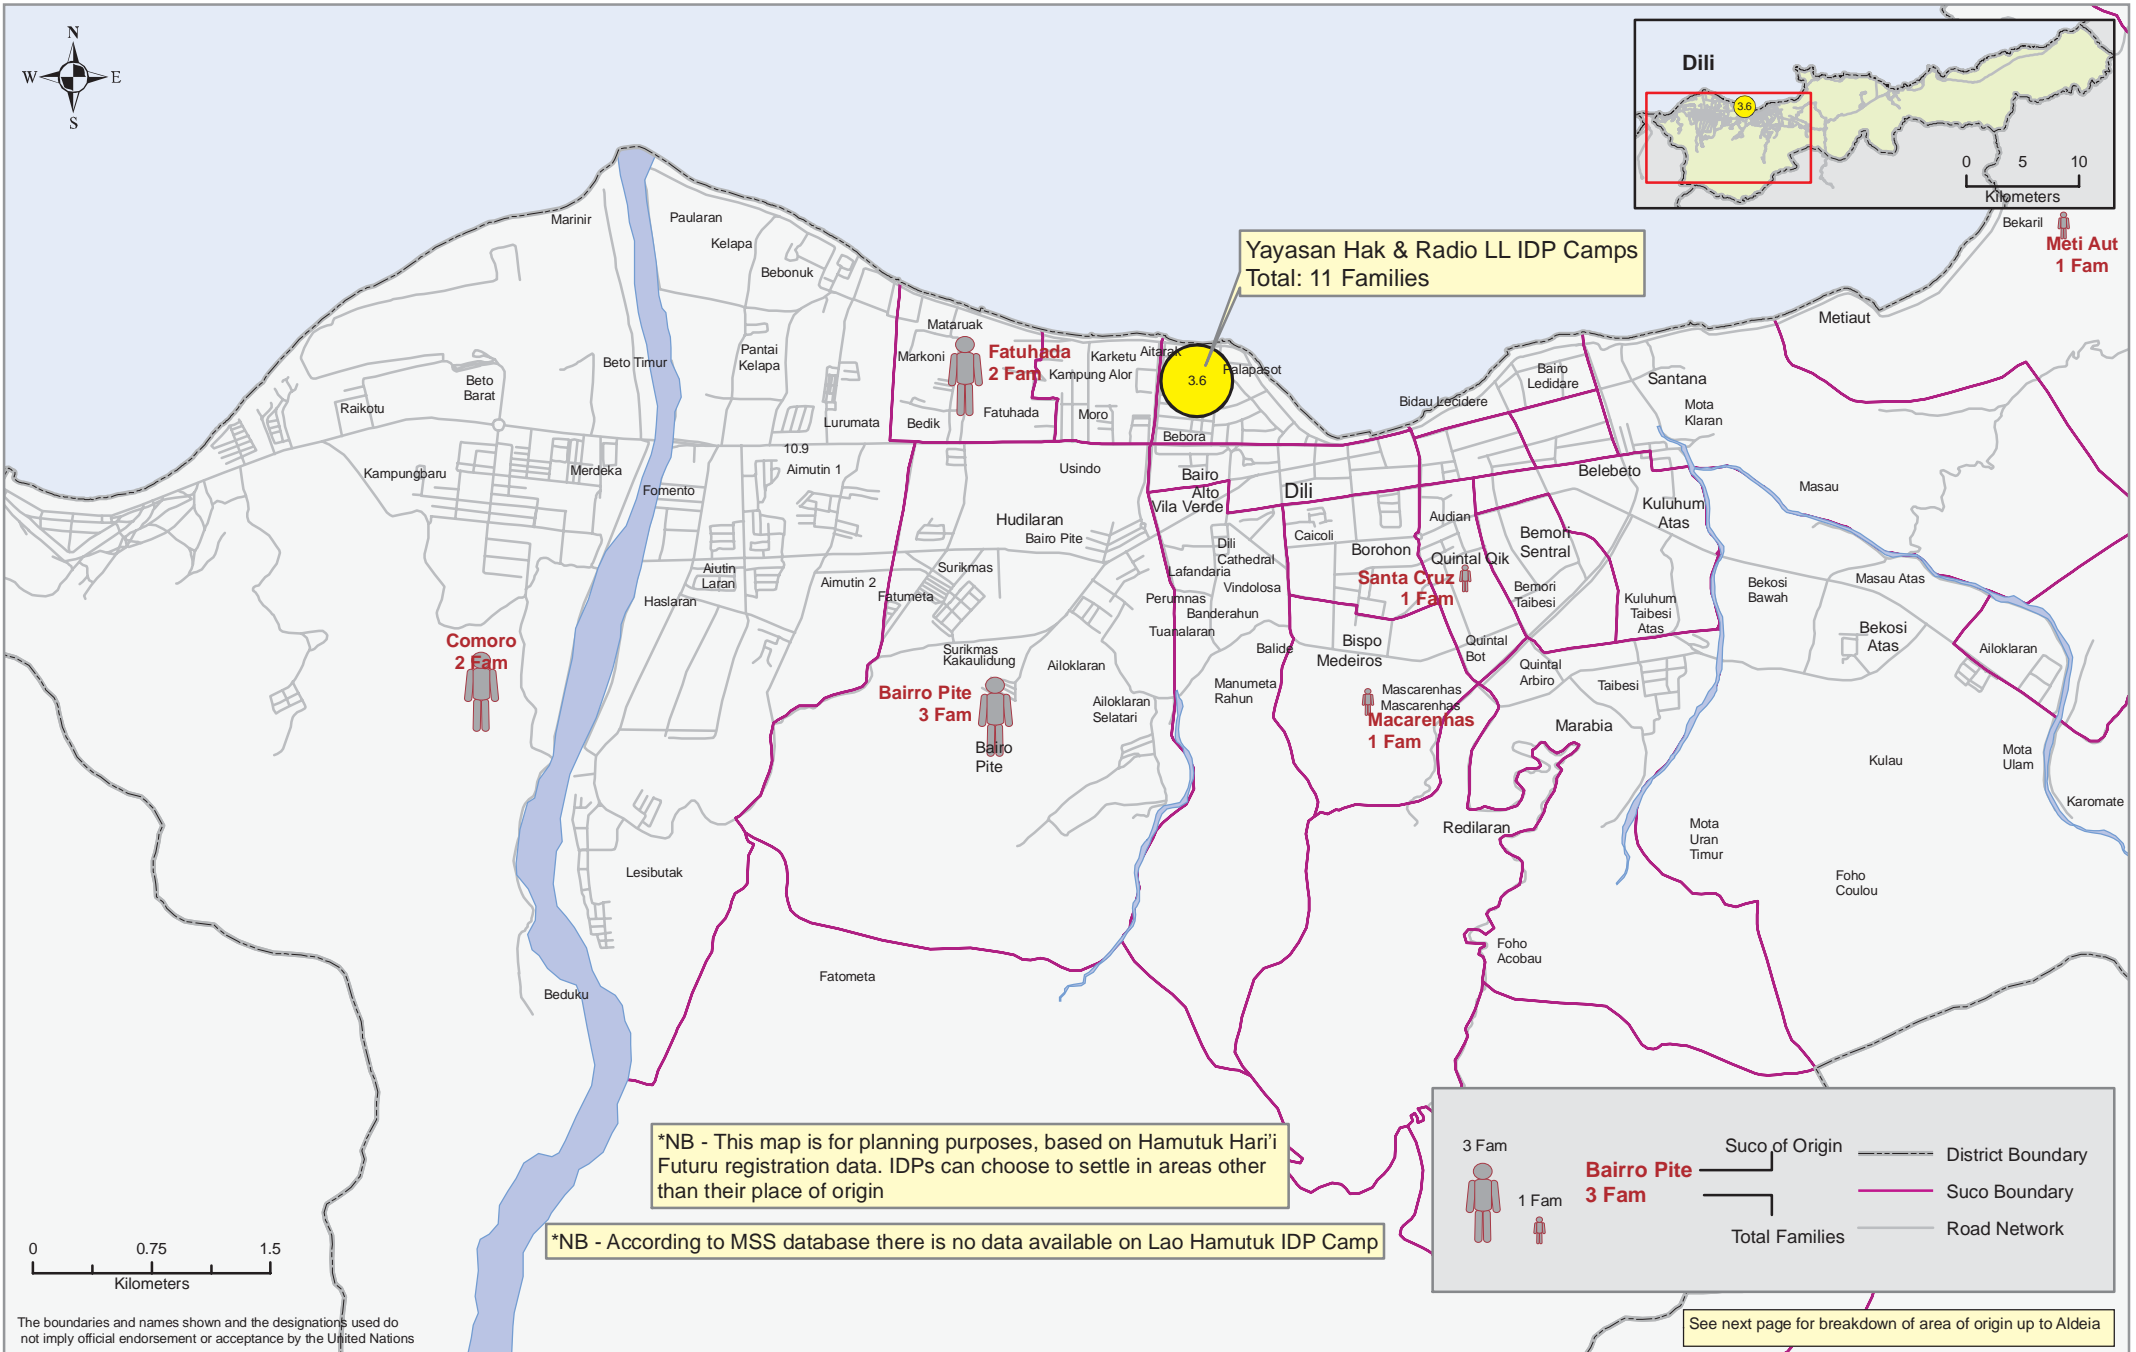 N
W
E
S
Dili
3.6
0 5 10
Kilometers
Bekaril
Meti Aut
1 Fam
Yayasan Hak & Radio LL IDP Camps
Total: 11 Families
Marinir
Paularan
Kelapa
Bebonuk
Metiaut
Mataruak
Markoni
Fatuhada
2 Fam
Karketu
Aitarak
Kampung Alor
3.6
Palapasot
Beto Timur
Pantai
Kelapa
Beto
Barat
Raikotu
Lurumata
Bedik
Fatuhada
Moro
Bebora
Bairo
Ledidare
Bidau Lecidere
Santana
Mota
Klaran
Kampungbaru
Merdeka
Fomento
10.9
Aimutin 1
Usindo
Bairo
Alto
Vila Verde
Dili
Belebeto
Masau
Kuluhum
Atas
Hudilaran
Bairo Pite
Dili
Cathedral
Caicoli
Borohon
Audian
Quintal Qik
Bemori
Sentral
Aiutin
Laran
Haslaran
Aimutin 2
Surikmas
Fatumeta
Lafandaria
Vindolosa
Perumnas
Banderahun
Tuanalaran
Santa Cruz
1 Fam
Bemori
Taibesi
Kuluhum
Taibesi
Atas
Bekosi
Bawah
Masau Atas
Bekosi
Atas
Ailoklaran
Comoro
2 Fam
Surikmas
Kakaulidung
Ailoklaran
Balide
Bispo
Medeiros
Quintal
Bot
Quintal
Arbiro
Taibesi
Bairro Pite
3 Fam
Ailoklaran
Selatari
Manumeta
Rahun
Mascarenhas
Mascarenhas
Macarenhas
1 Fam
Marabia
Bairo
Pite
Kulau
Mota
Ulam
Karomate
Redilaran
Mota
Uran
Timur
Lesibutak
Foho
Coulou
Foho
Acobau
Fatometa
Beduku
*NB - This map is for planning purposes, based on Hamutuk Hari'i
Futuru registration data. IDPs can choose to settle in areas other
than their place of origin
*NB - According to MSS database there is no data available on Lao Hamutuk IDP Camp
3 Fam
1 Fam
Bairro Pite
3 Fam
Suco of Origin
Total Families
District Boundary
Suco Boundary
Road Network
0 0.75 1.5
Kilometers
The boundaries and names shown and the designations used do
not imply official endorsement or acceptance by the United Nations
See next page for breakdown of area of origin up to Aldeia